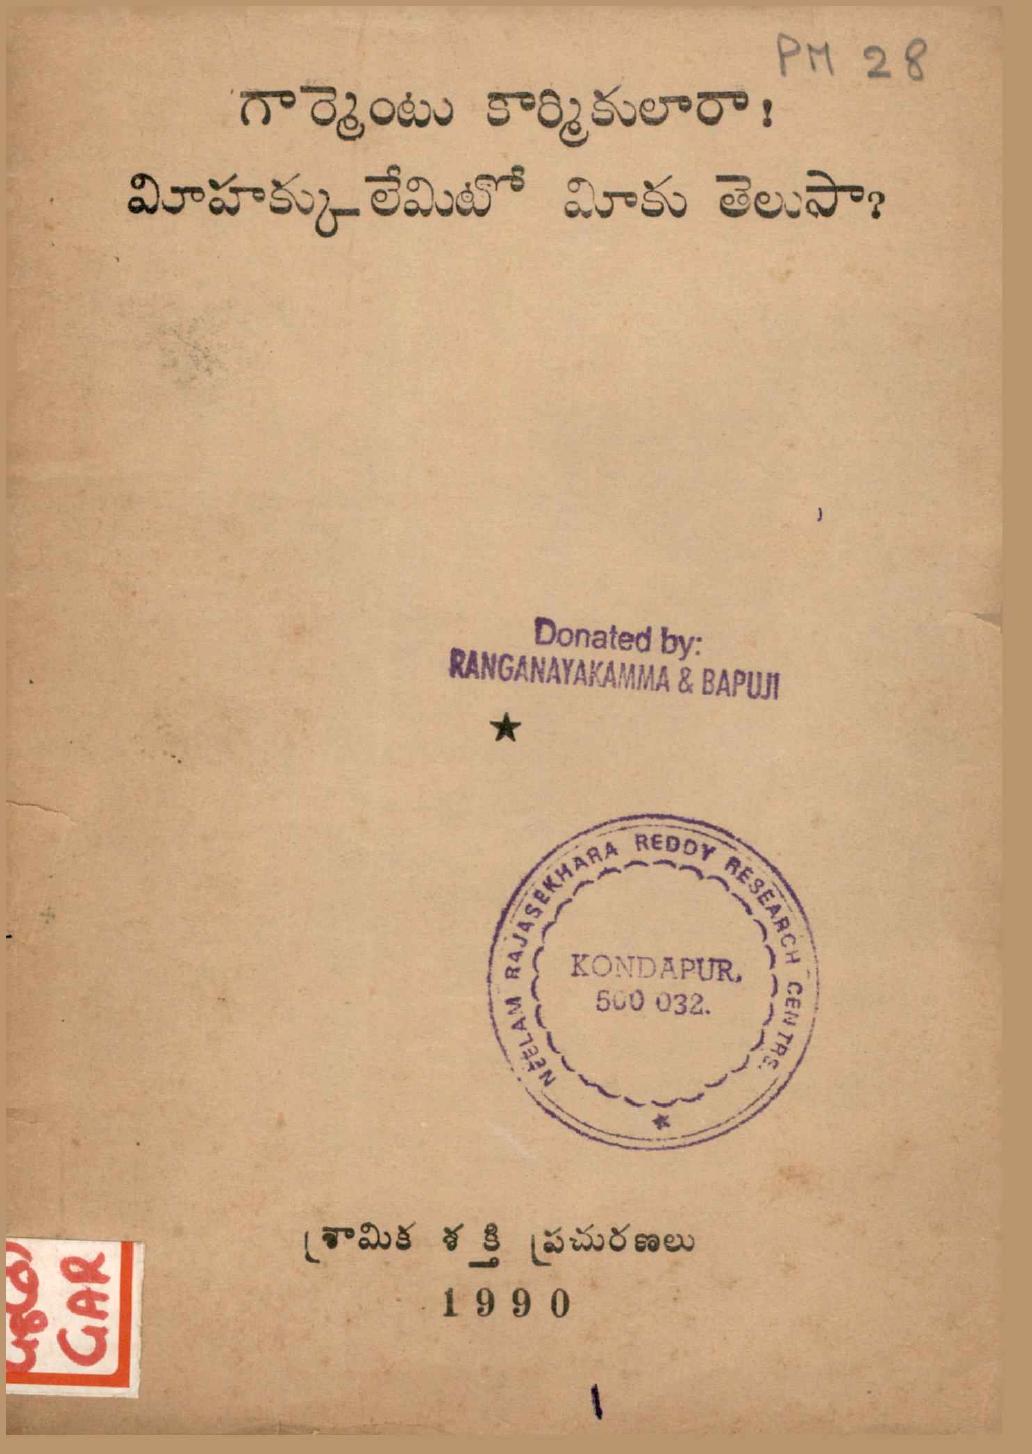 PM 28
గార్మెంటు కార్మికులారా!
మీహక్కులేమిటో మీకు తెలుసా?
Donated by:
RANGANAYAKAMMA & BAPUJI
★
NEELAM RAJASEKHARA REDDY RESEARCH CENTRE
KONDAPUR,
500 032.
శ్రామిక శక్తి ప్రచురణలు
1990
GAR